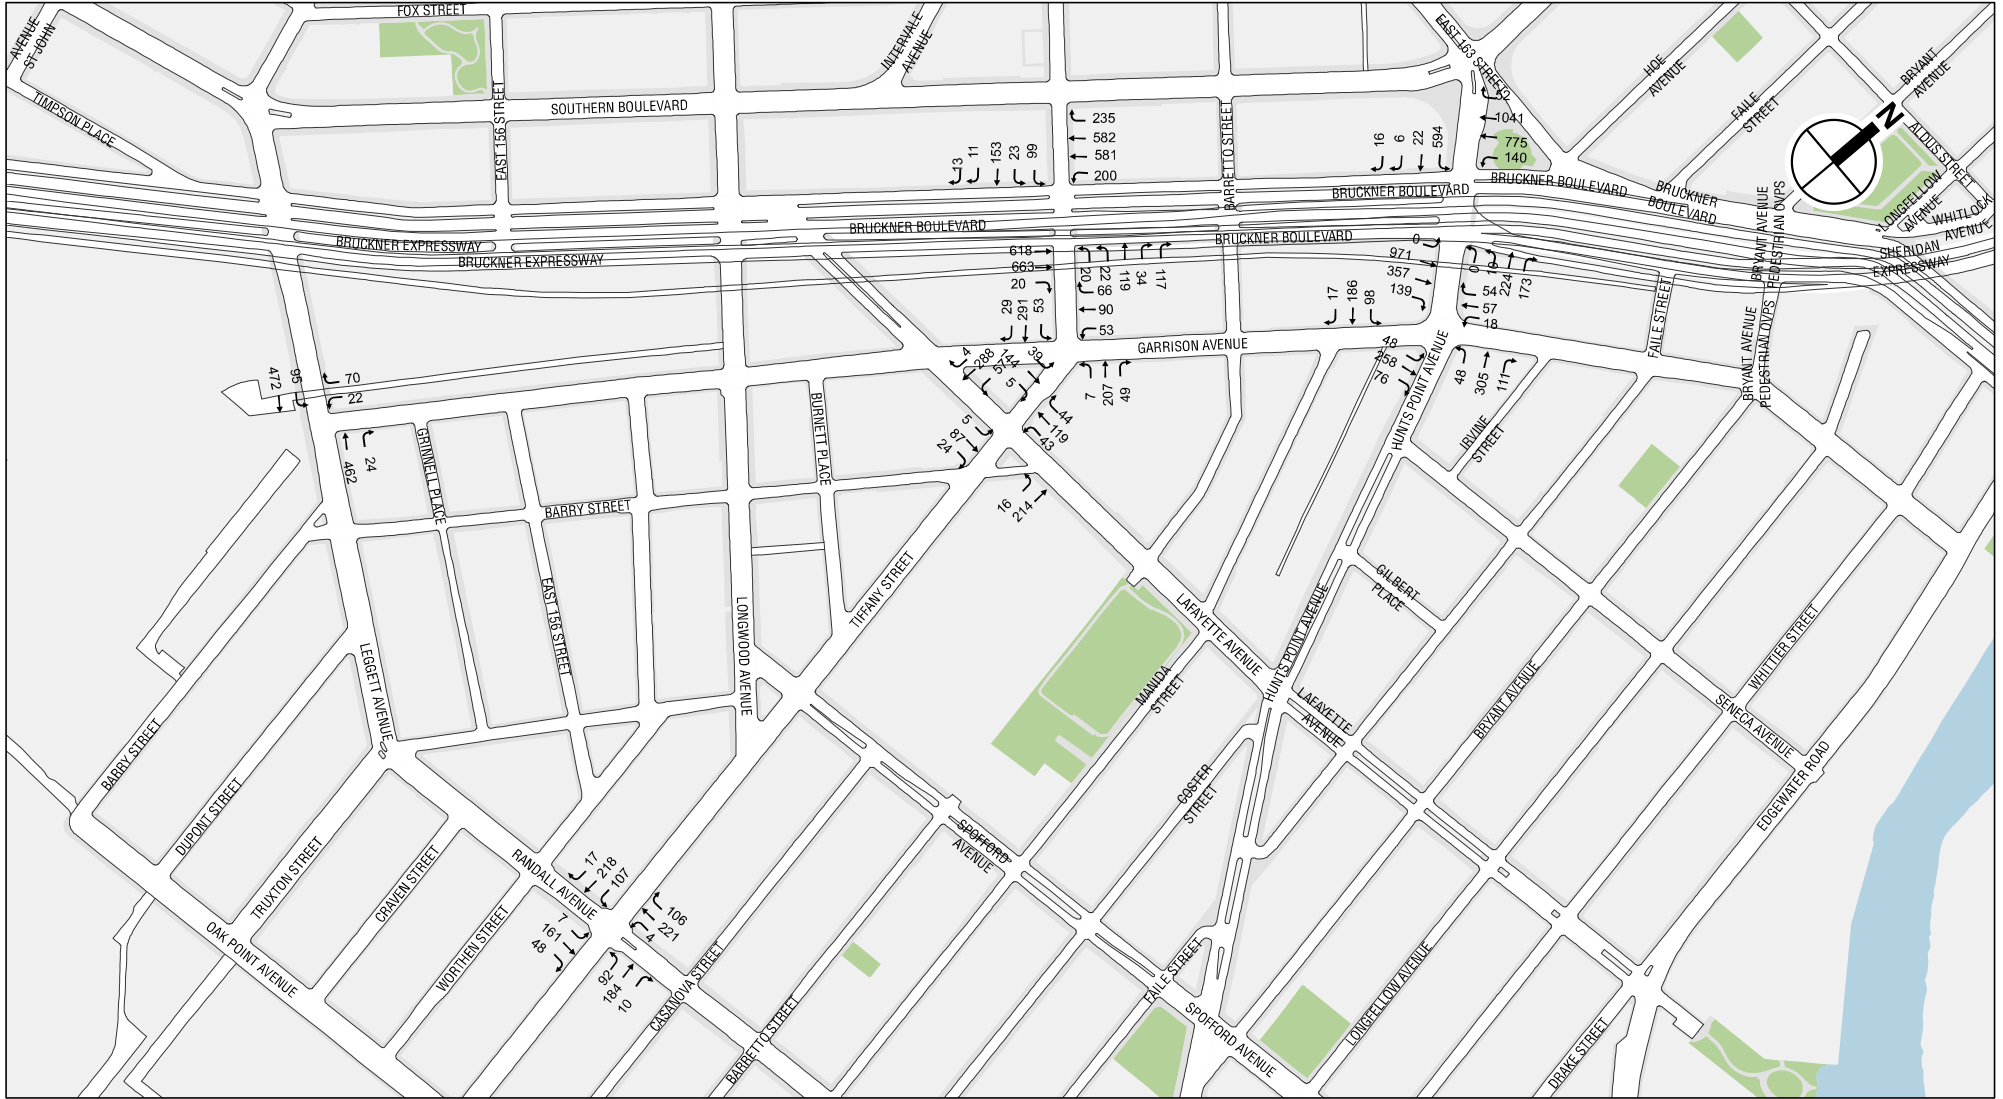 FOX STREET
AVENUE
ST JOHN
TIMPSON PLACE
EAST 156 STREET
SOUTHERN BOULEVARD
INTERVALE
AVENUE
EAST 163 STREET
HOE
AVENUE
FAILE
STREET
BRYANT
AVENUE
N
ALDUS STREET
LONGFELLOW
AVENUE
WHITLOCK
AVENUE
SHERIDAN
EXPRESSWAY
BARRETTO STREET
235
582
581
200
13
11
153
23
99
16
6
22
594
52
1041
775
140
BRUCKNER BOULEVARD
BRUCKNER BOULEVARD
BRUCKNER
BOULEVARD
BRUCKNER BOULEVARD
BRUCKNER BOULEVARD
BRUCKNER EXPRESSWAY
BRUCKNER EXPRESSWAY
BRYANT AVENUE
PEDESTRIAN OVPS
BRYANT AVENUE
PEDESTRIAN OVPS
618
663
20
20
22
119
34
117
66
90
53
29
291
53
0
971
357
139
0
19
224
173
54
57
18
17
186
98
GARRISON AVENUE
FAILE STREET
472
95
70
22
462
24
4
288
57
144
5
39
7
207
49
48
258
76
48
305
111
HUNTS POINT AVENUE
IRVINE
STREET
5
87
24
44
119
43
16
214
GRINNELL PLACE
BURNETT PLACE
BARRY STREET
EAST 156 STREET
LONGWOOD AVENUE
TIFFANY STREET
LEGGETT AVENUE
LAFAYETTE AVENUE
GILBERT
PLACE
HUNTS POINT AVENUE
MANIDA
STREET
LAFAYETTE
AVENUE
BRYANT AVENUE
WHITTIER STREET
SENECA AVENUE
EDGEWATER ROAD
BARRY STREET
DUPONT STREET
TRUXTON STREET
CRAVEN STREET
WORTHEN STREET
RANDALL AVENUE
OAK POINT AVENUE
COSTER
STREET
SPOFFORD
AVENUE
17
218
107
7
161
48
106
221
4
92
184
10
CASANOVA STREET
BARRETTO STREET
FAILE STREET
SPOFFORD AVENUE
LONGFELLOW AVENUE
DRAKE STREET